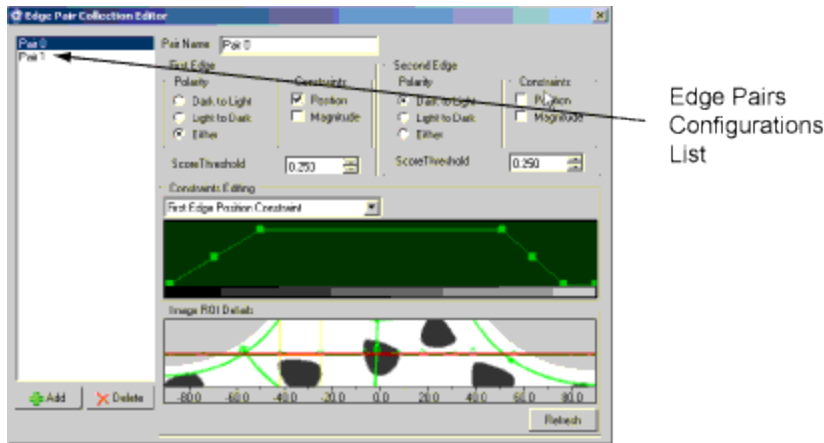 Edge Pair Collection Editor
Pair 0
Pair 1
Pair Name Pair 0
First Edge
Polarity
Dark to Light
Light to Dark
Either
Constraints
Position
Magnitude
ScoreThreshold 0.250
Second Edge
Polarity
Dark to Light
Light to Dark
Either
Constraints
Position
Magnitude
ScoreThreshold 0.250
Constraints Editing
First Edge Position Constraint
Image ROI Details
-80.0 -60.0 -40.0 -20.0 0.0 20.0 40.0 60.0 80.0
Add Delete
Refresh
Edge Pairs
Configurations
List